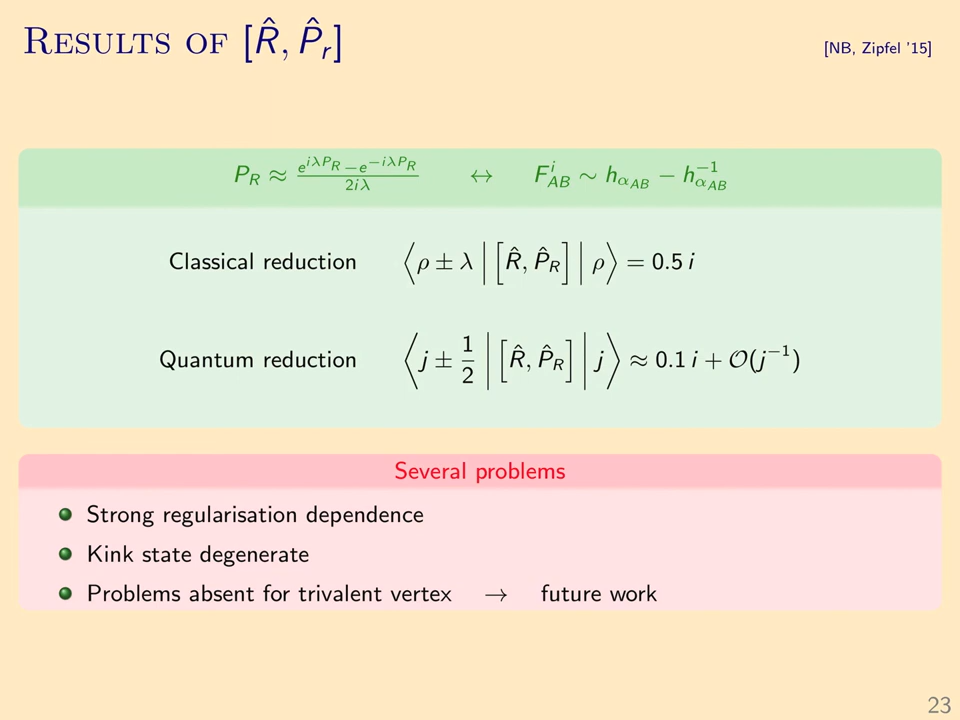 Results of [R̂, P̂ᵣ]
[NB, Zipfel '15]
P_R ≈ (e^{iλP_R} − e^{−iλP_R}) / 2iλ ↔ F^i_{AB} ∼ h_{α_{AB}} − h^{−1}_{α_{AB}}
Classical reduction ⟨ρ ± λ | [R̂, P̂_R] | ρ⟩ = 0.5 i
Quantum reduction ⟨j ± 1/2 | [R̂, P̂_R] | j⟩ ≈ 0.1 i + O(j^{−1})
Several problems
Strong regularisation dependence
Kink state degenerate
Problems absent for trivalent vertex → future work
23